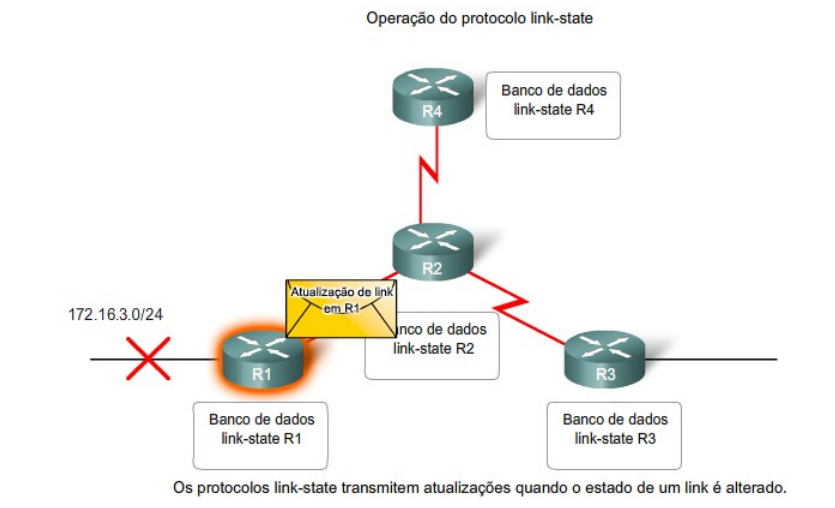 Operação do protocolo link-state
R4
Banco de dados
link-state R4
R2
Atualização de link
em R1
172.16.3.0/24
nco de dados
link-state R2
R1
R3
Banco de dados
link-state R1
Banco de dados
link-state R3
Os protocolos link-state transmitem atualizações quando o estado de um link é alterado.